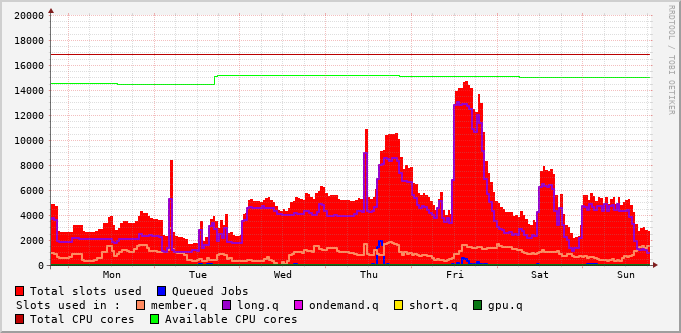 20000
18000
16000
14000
12000
10000
8000
6000
4000
2000
0
Mon Tue Wed Thu Fri Sat Sun
RRDTOOL / TOBI OETIKER
Total slots used Queued Jobs
Slots used in : member.q long.q ondemand.q short.q gpu.q
Total CPU cores Available CPU cores